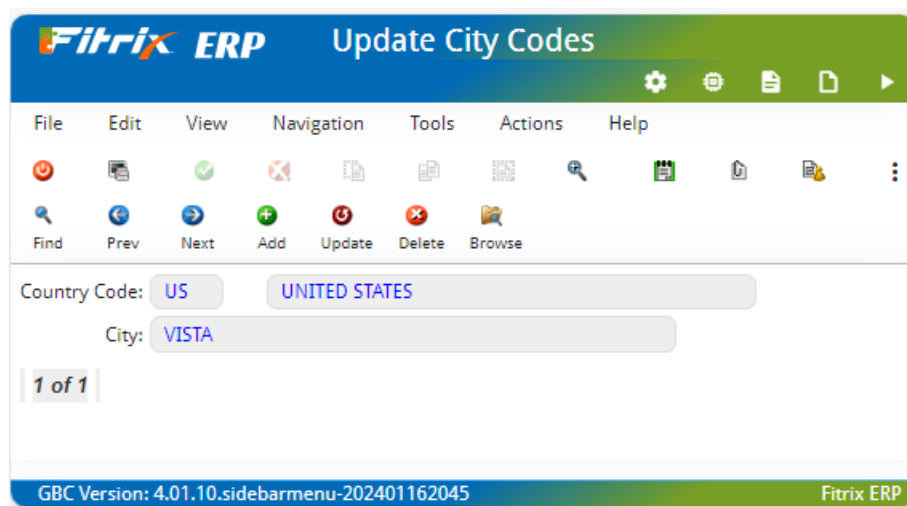 Fitrix ERP Update City Codes
File Edit View Navigation Tools Actions Help
Find Prev Next Add Update Delete Browse
Country Code: US UNITED STATES
City: VISTA
1 of 1
GBC Version: 4.01.10.sidebarmenu-202401162045 Fitrix ERP